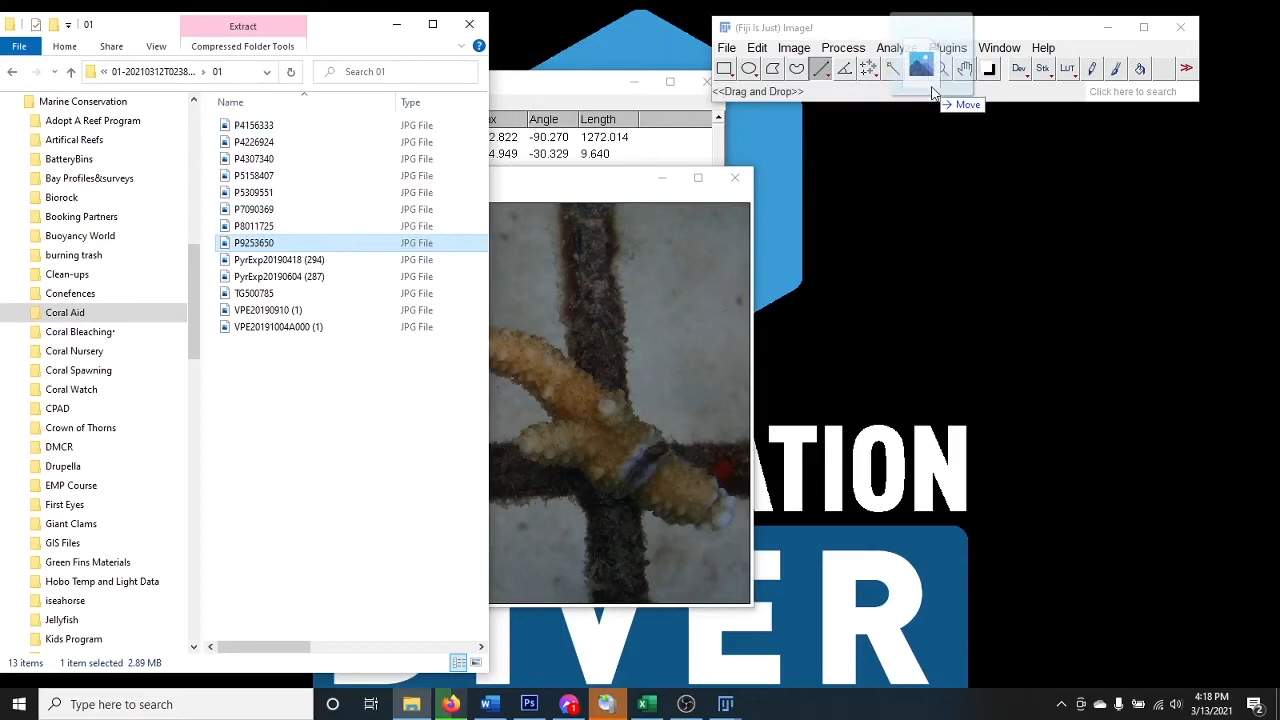 01
Extract
File
Home
Share
View
Compressed Folder Tools
01-20210312T0238...
01
Search 01
Marine Conservation
Adopt A Reef Program
Artifical Reefs
BatteryBins
Bay Profiles&surveys
Biorock
Booking Partners
Buoyancy World
burning trash
Clean-ups
Conefences
Coral Aid
Coral Bleaching·
Coral Nursery
Coral Spawning
Coral Watch
CPAD
Crown of Thorns
DMCR
Drupella
EMP Course
First Eyes
Giant Clams
GIS Files
Green Fins Materials
Hobo Temp and Light Data
iseahorse
Jellyfish
Kids Program
Name Type
P4156333 JPG File
P4226924 JPG File
P4307340 JPG File
P5158407 JPG File
P5309551 JPG File
P7090369 JPG File
P8011725 JPG File
P9253650 JPG File
PyrExp20190418 (294) JPG File
PyrExp20190604 (287) JPG File
TG500785 JPG File
VPE20190910 (1) JPG File
VPE20191004A000 (1) JPG File
13 items 1 item selected 2.89 MB
Angle Length
2.822 -90.270 1272.014
4.949 -30.329 9.640
(Fiji Is Just) ImageJ
File Edit Image Process Analyze Plugins Window Help
Dev Stk LUT
<<Drag and Drop>>
Click here to search
Move
ATION
DIVER
Type here to search
4:18 PM
3/13/2021